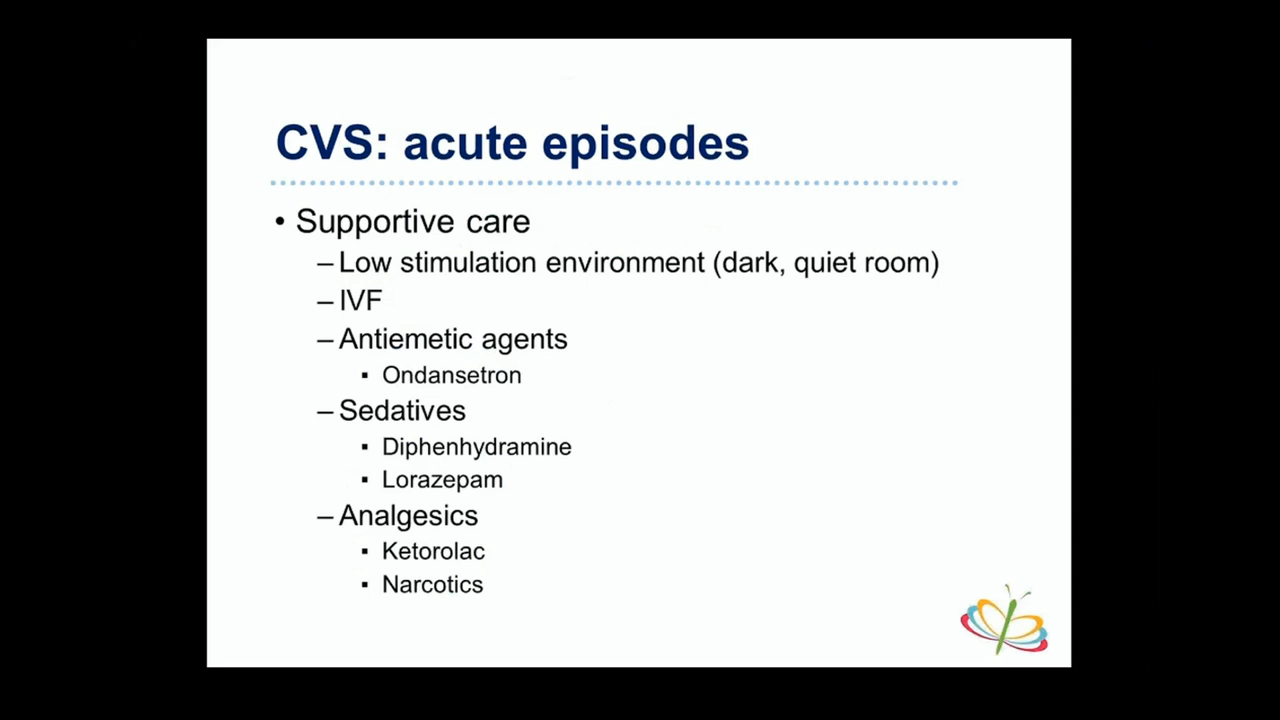 CVS: acute episodes
• Supportive care
– Low stimulation environment (dark, quiet room)
– IVF
– Antiemetic agents
▪ Ondansetron
– Sedatives
▪ Diphenhydramine
▪ Lorazepam
– Analgesics
▪ Ketorolac
▪ Narcotics